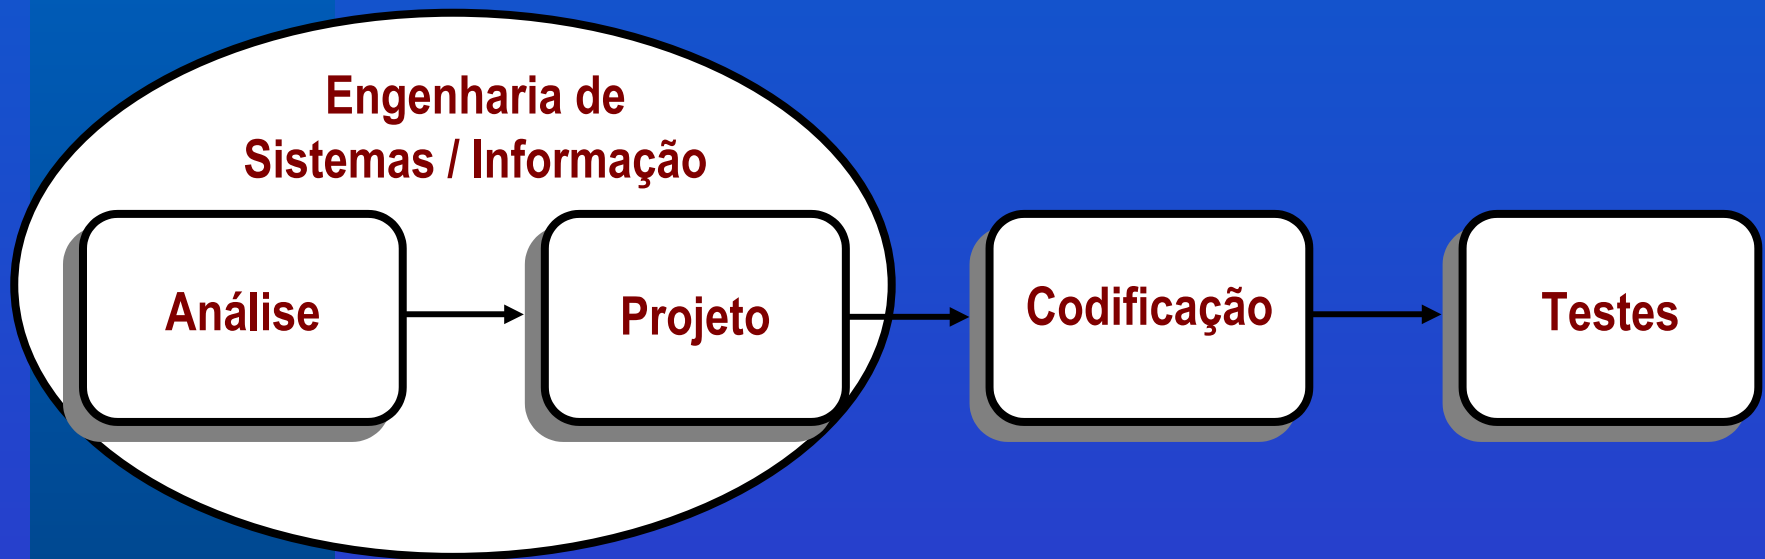 Engenharia de
Sistemas / Informação
Análise
Projeto
Codificação
Testes